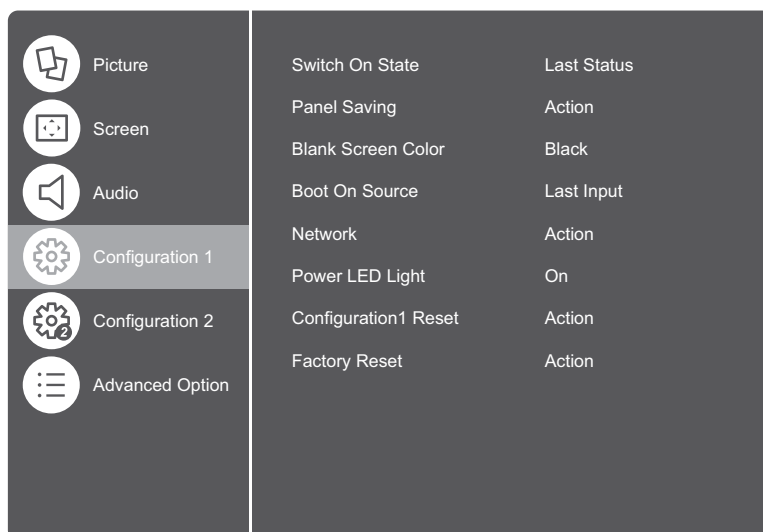 Picture
Screen
Audio
Configuration 1
2
Configuration 2
Advanced Option
Switch On State Last Status
Panel Saving Action
Blank Screen Color Black
Boot On Source Last Input
Network Action
Power LED Light On
Configuration1 Reset Action
Factory Reset Action